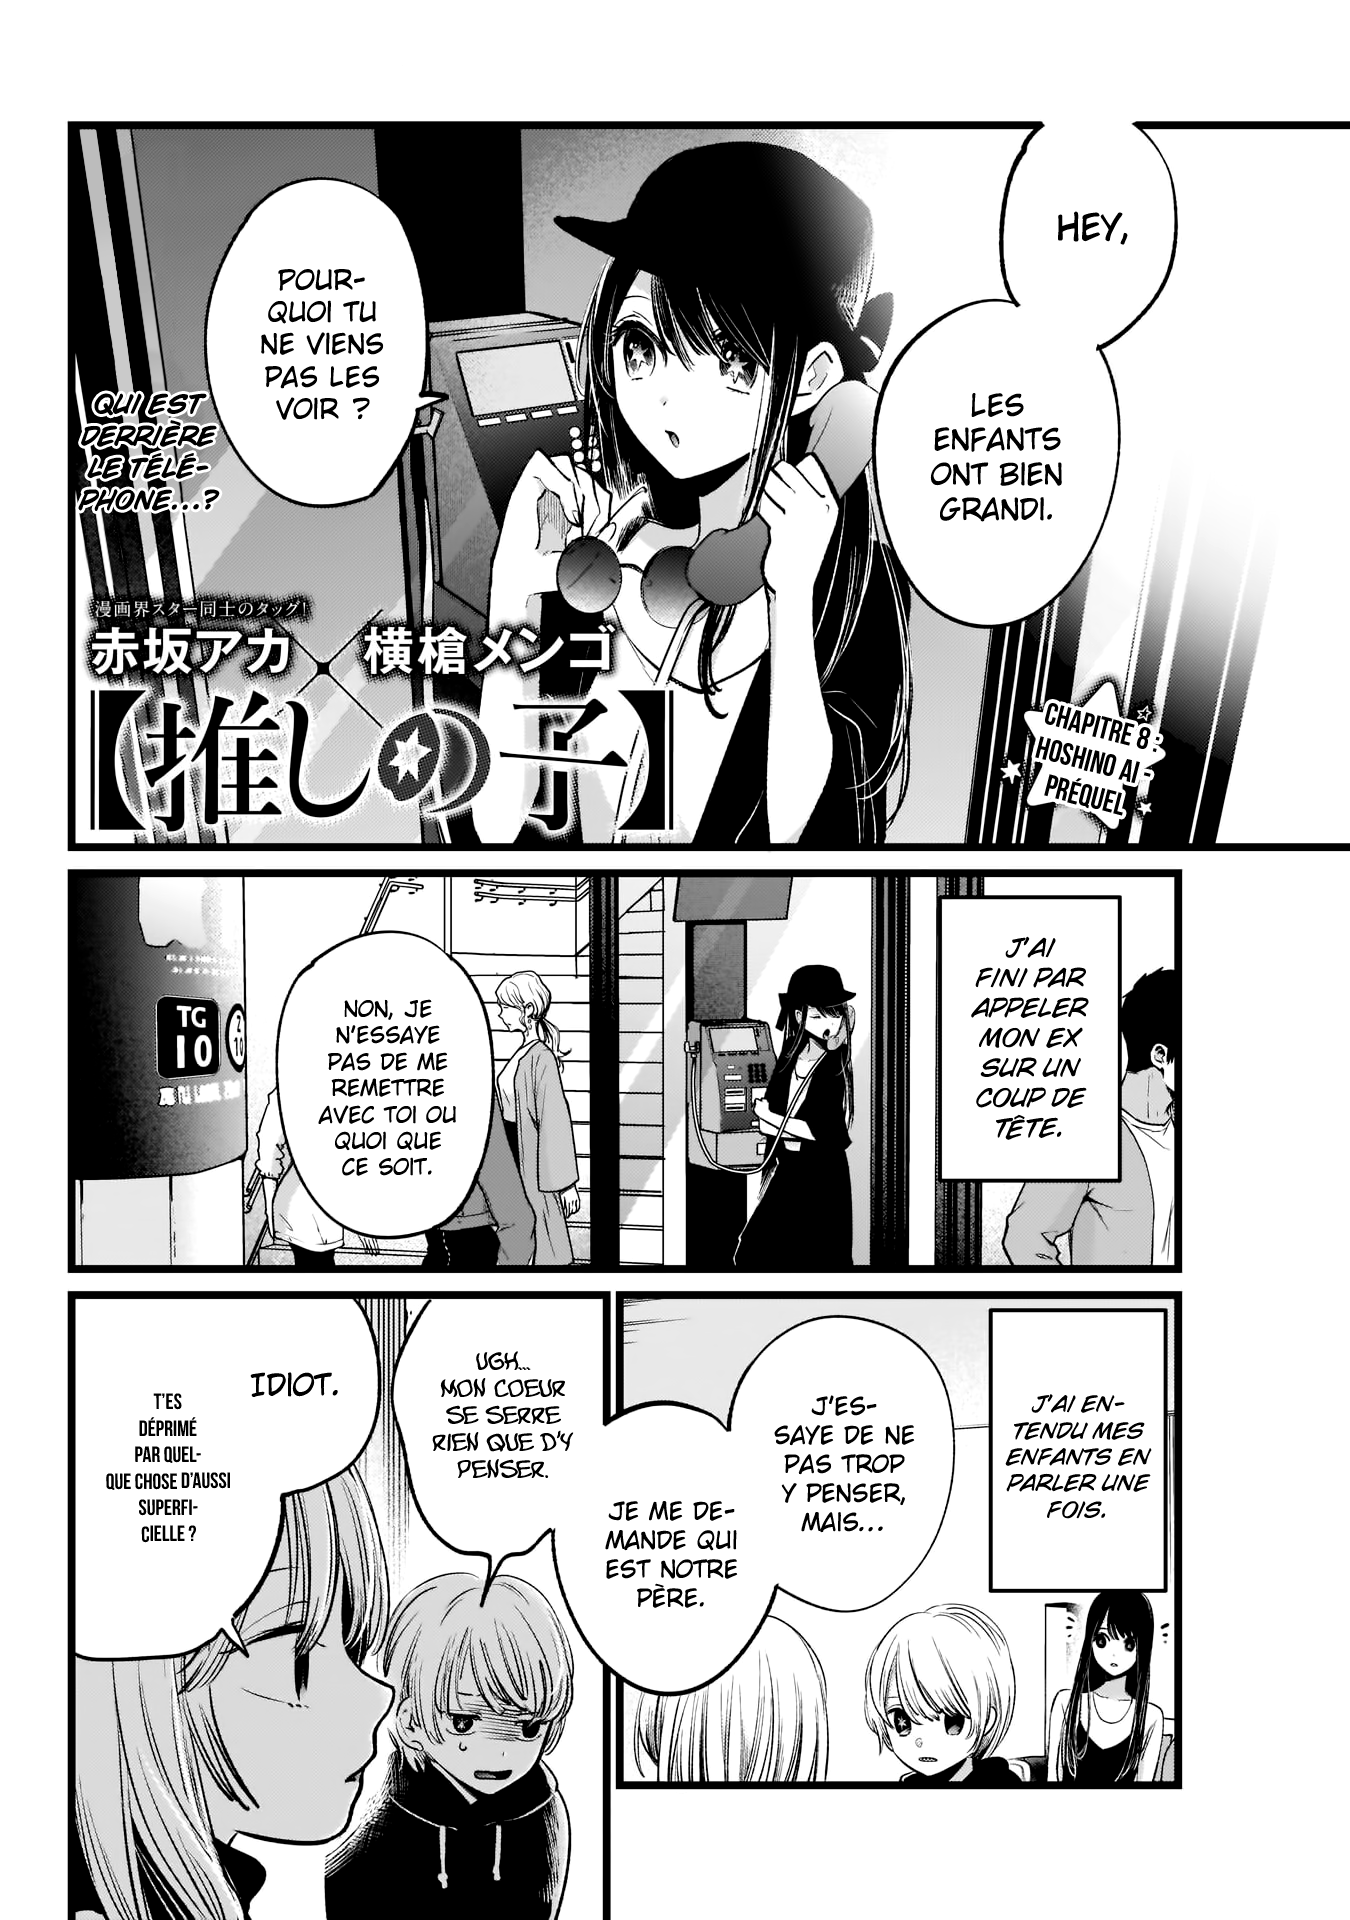 HEY,
LES
ENFANTS
ONT BIEN
GRANDI.
POUR-
QUOI TU
NE VIENS
PAS LES
VOIR ?
QUI EST
DERRIÈRE
LE TÉLÉ-
PHONE...?
漫画界スター同士のタッグ!
赤坂アカ × 横槍メンゴ
【推しの子】
CHAPITRE 8 :
HOSHINO AI -
PRÉQUEL
J'AI
FINI PAR
APPELER
MON EX
SUR UN
COUP DE
TÊTE.
NON, JE
N'ESSAYE
PAS DE ME
REMETTRE
AVEC TOI OU
QUOI QUE
CE SOIT.
TG
10
2
10
J'AI EN-
TENDU MES
ENFANTS EN
PARLER UNE
FOIS.
J'ES-
SAYE DE NE
PAS TROP
Y PENSER,
MAIS...
JE ME DE-
MANDE QUI
EST NOTRE
PÈRE.
UGH...
MON COEUR
SE SERRE
RIEN QUE D'Y
PENSER.
IDIOT.
T'ES
DÉPRIMÉ
PAR QUEL-
QUE CHOSE D'AUSSI
SUPERFI-
CIELLE ?